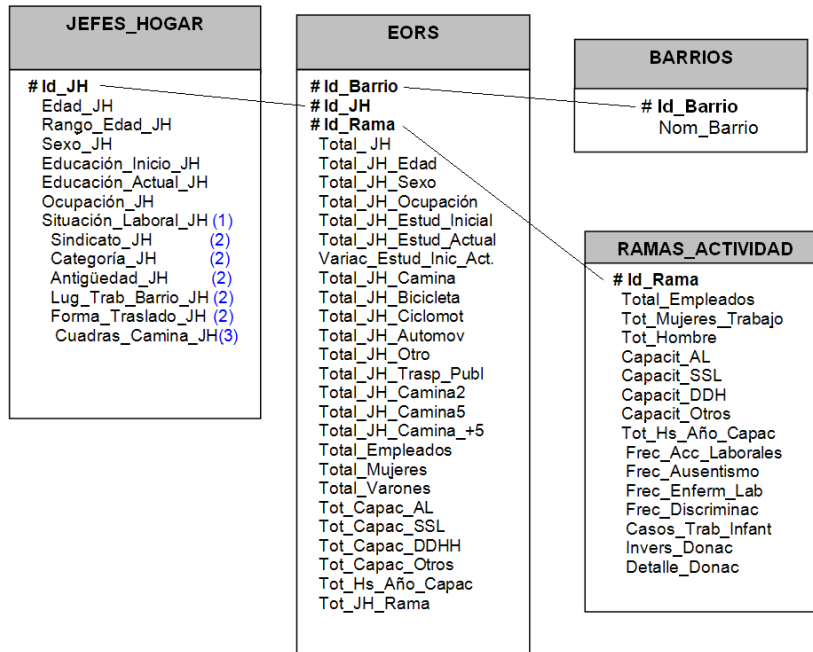 JEFES_HOGAR
# Id_JH
Edad_JH
Rango_Edad_JH
Sexo_JH
Educación_Inicio_JH
Educación_Actual_JH
Ocupación_JH
Situación_Laboral_JH (1)
Sindicato_JH (2)
Categoría_JH (2)
Antigüedad_JH (2)
Lug_Trab_Barrio_JH (2)
Forma_Traslado_JH (2)
Cuadras_Camina_JH(3)
EORS
# Id_Barrio
# Id_JH
# Id_Rama
Total_ JH
Total_JH_Edad
Total_JH_Sexo
Total_JH_Ocupación
Total_JH_Estud_Inicial
Total_JH_Estud_Actual
Variac_Estud_Inic_Act.
Total_JH_Camina
Total_JH_Bicicleta
Total_JH_Ciclomot
Total_JH_Automov
Total_JH_Otro
Total_JH_Trasp_Publ
Total_JH_Camina2
Total_JH_Camina5
Total_JH_Camina_+5
Total_Empleados
Total_Mujeres
Total_Varones
Tot_Capac_AL
Tot_Capac_SSL
Tot_Capac_DDHH
Tot_Capac_Otros
Tot_Hs_Año_Capac
Tot_JH_Rama
BARRIOS
# Id_Barrio
Nom_Barrio
RAMAS_ACTIVIDAD
# Id_Rama
Total_Empleados
Tot_Mujeres_Trabajo
Tot_Hombre
Capacit_AL
Capacit_SSL
Capacit_DDH
Capacit_Otros
Tot_Hs_Año_Capac
Frec_Acc_Laborales
Frec_Ausentismo
Frec_Enferm_Lab
Frec_Discriminac
Casos_Trab_Infant
Invers_Donac
Detalle_Donac